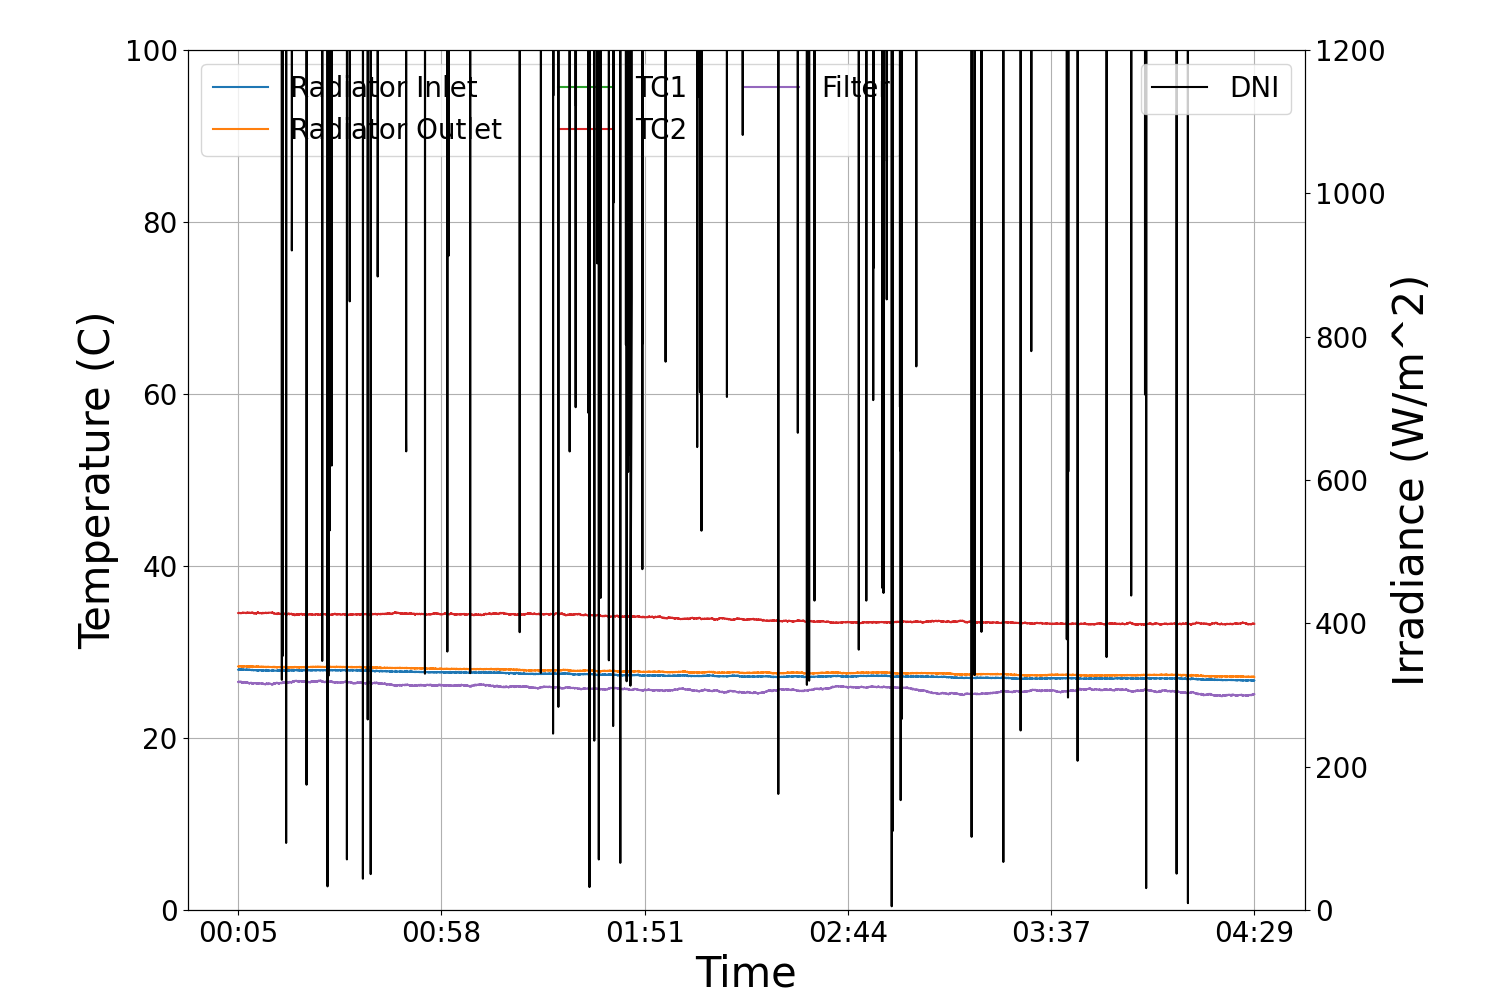 100
80
60
40
20
0
Temperature (C)
Radiator Inlet
Radiator Outlet
TC1
TC2
Filter
DNI
1200
1000
800
600
400
200
0
Irradiance (W/m^2)
00:05 00:58 01:51 02:44 03:37 04:29
Time